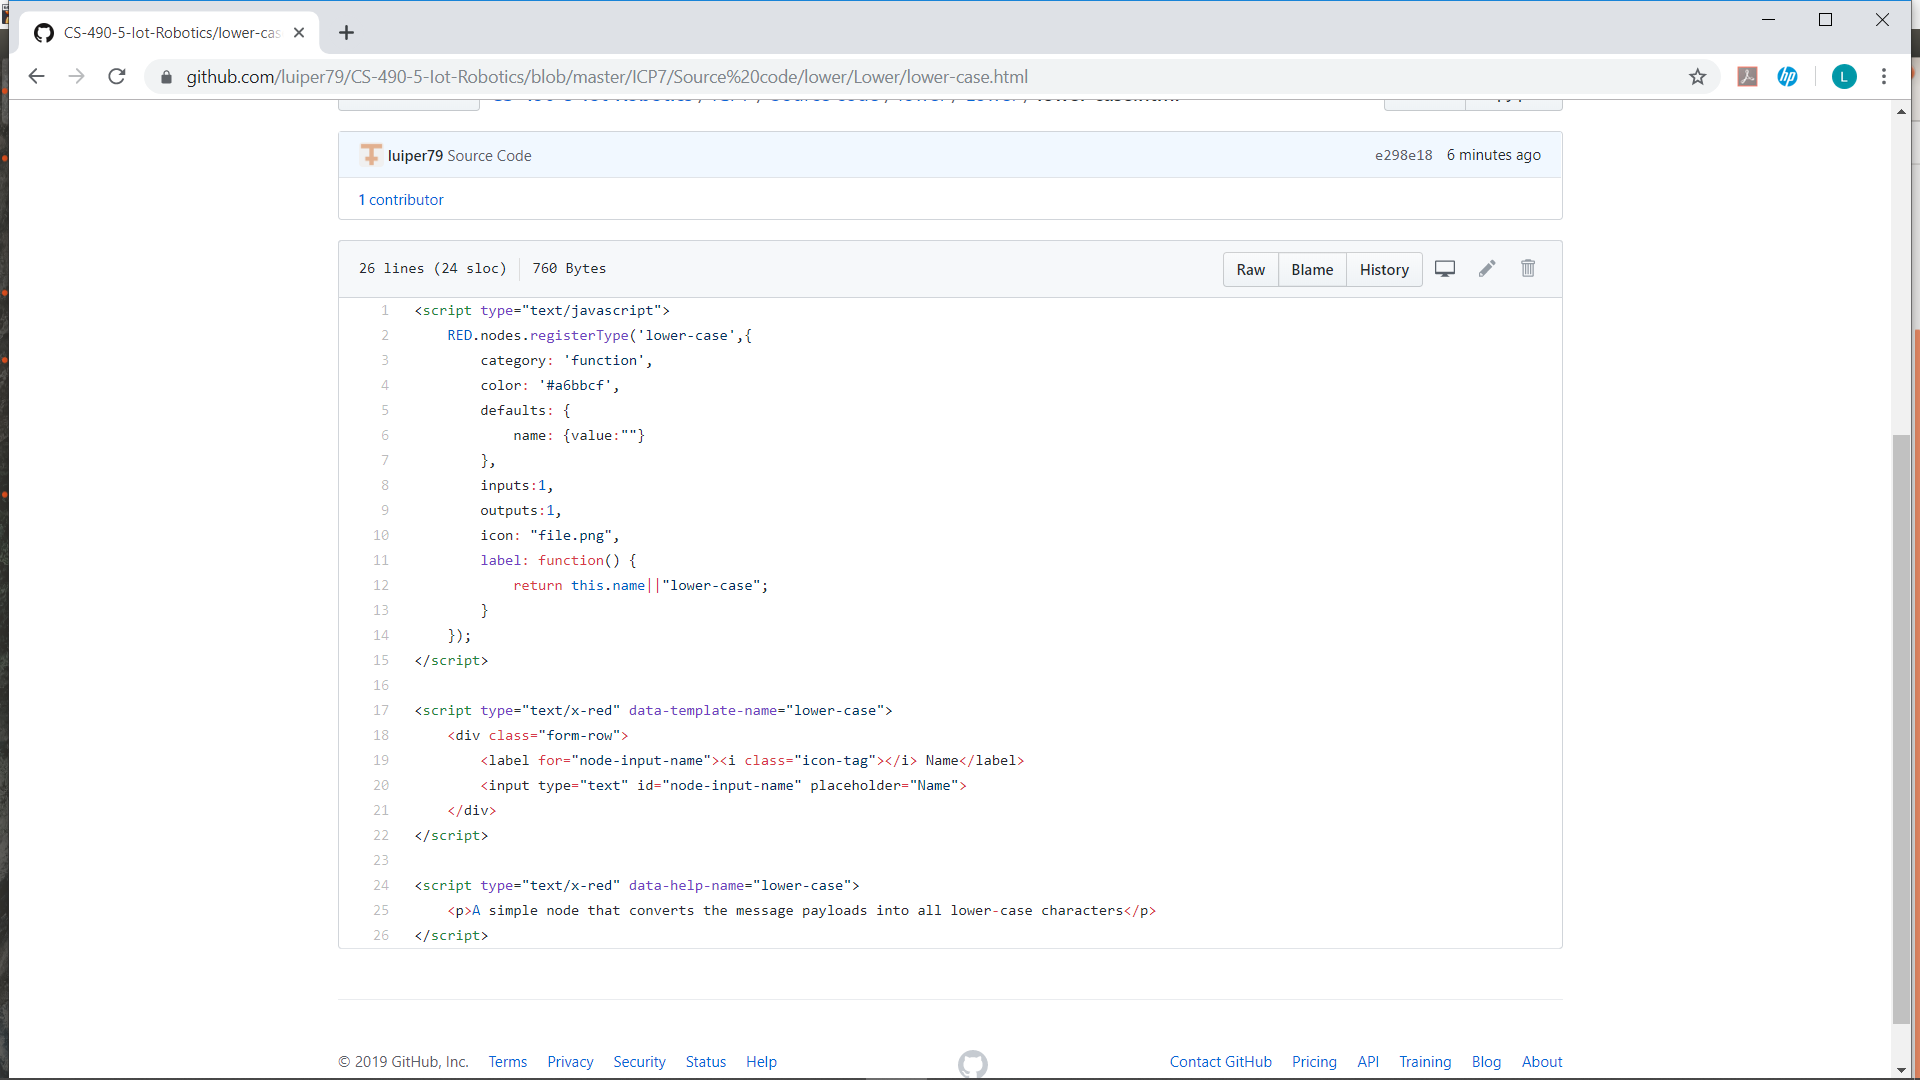 CS-490-5-Iot-Robotics/lower-cas
github.com/luiper79/CS-490-5-Iot-Robotics/blob/master/ICP7/Source%20code/lower/Lower/lower-case.html
L
hp
luiper79 Source Code e298e18 6 minutes ago
1 contributor
26 lines (24 sloc) 760 Bytes Raw Blame History
1 <script type="text/javascript">
2 RED.nodes.registerType('lower-case',{
3 category: 'function',
4 color: '#a6bbcf',
5 defaults: {
6 name: {value:""}
7 },
8 inputs:1,
9 outputs:1,
10 icon: "file.png",
11 label: function() {
12 return this.name||"lower-case";
13 }
14 });
15 </script>
16
17 <script type="text/x-red" data-template-name="lower-case">
18 <div class="form-row">
19 <label for="node-input-name"><i class="icon-tag"></i> Name</label>
20 <input type="text" id="node-input-name" placeholder="Name">
21 </div>
22 </script>
23
24 <script type="text/x-red" data-help-name="lower-case">
25 <p>A simple node that converts the message payloads into all lower-case characters</p>
26 </script>
© 2019 GitHub, Inc. Terms Privacy Security Status Help Contact GitHub Pricing API Training Blog About